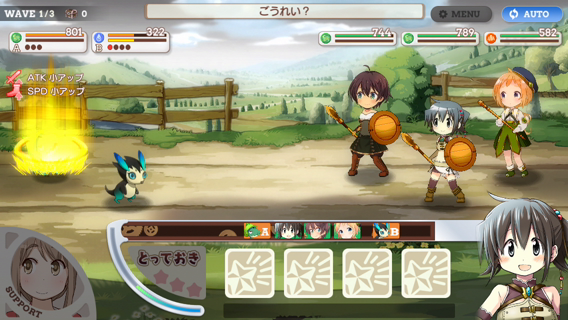 WAVE 1/3 0
ごうれい？
MENU
AUTO
801
A
322
B
744
789
582
ATK 小アップ
SPD 小アップ
A
B
とっておき
SUPPORT